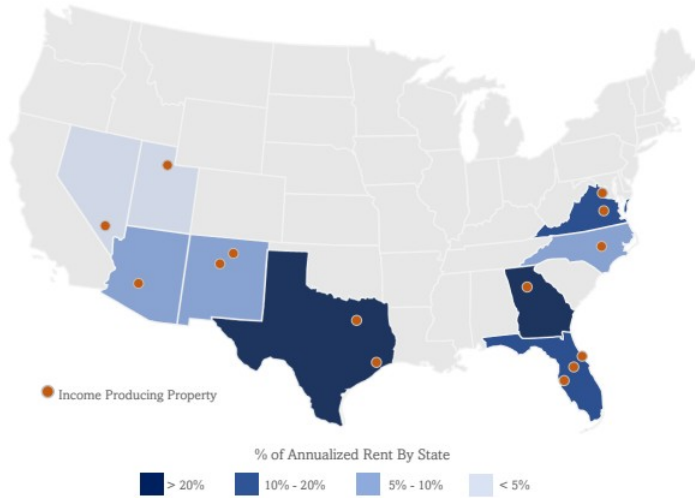 Income Producing Property
% of Annualized Rent By State
> 20% 10% - 20% 5% - 10% < 5%